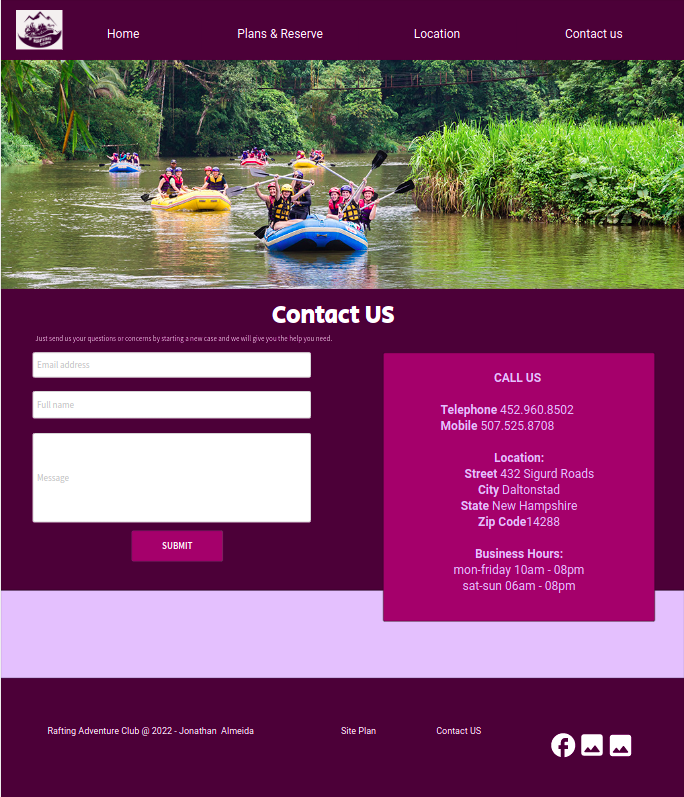 Home
Plans & Reserve
Location
Contact us
Contact US
Just send us your questions or concerns by starting a new case and we will give you the help you need.
Email address
Full name
Message
SUBMIT
CALL US
Telephone 452.960.8502
Mobile 507.525.8708
Location:
Street 432 Sigurd Roads
City Daltonstad
State New Hampshire
Zip Code14288
Business Hours:
mon-friday 10am - 08pm
sat-sun 06am - 08pm
Rafting Adventure Club @ 2022 - Jonathan Almeida
Site Plan
Contact US